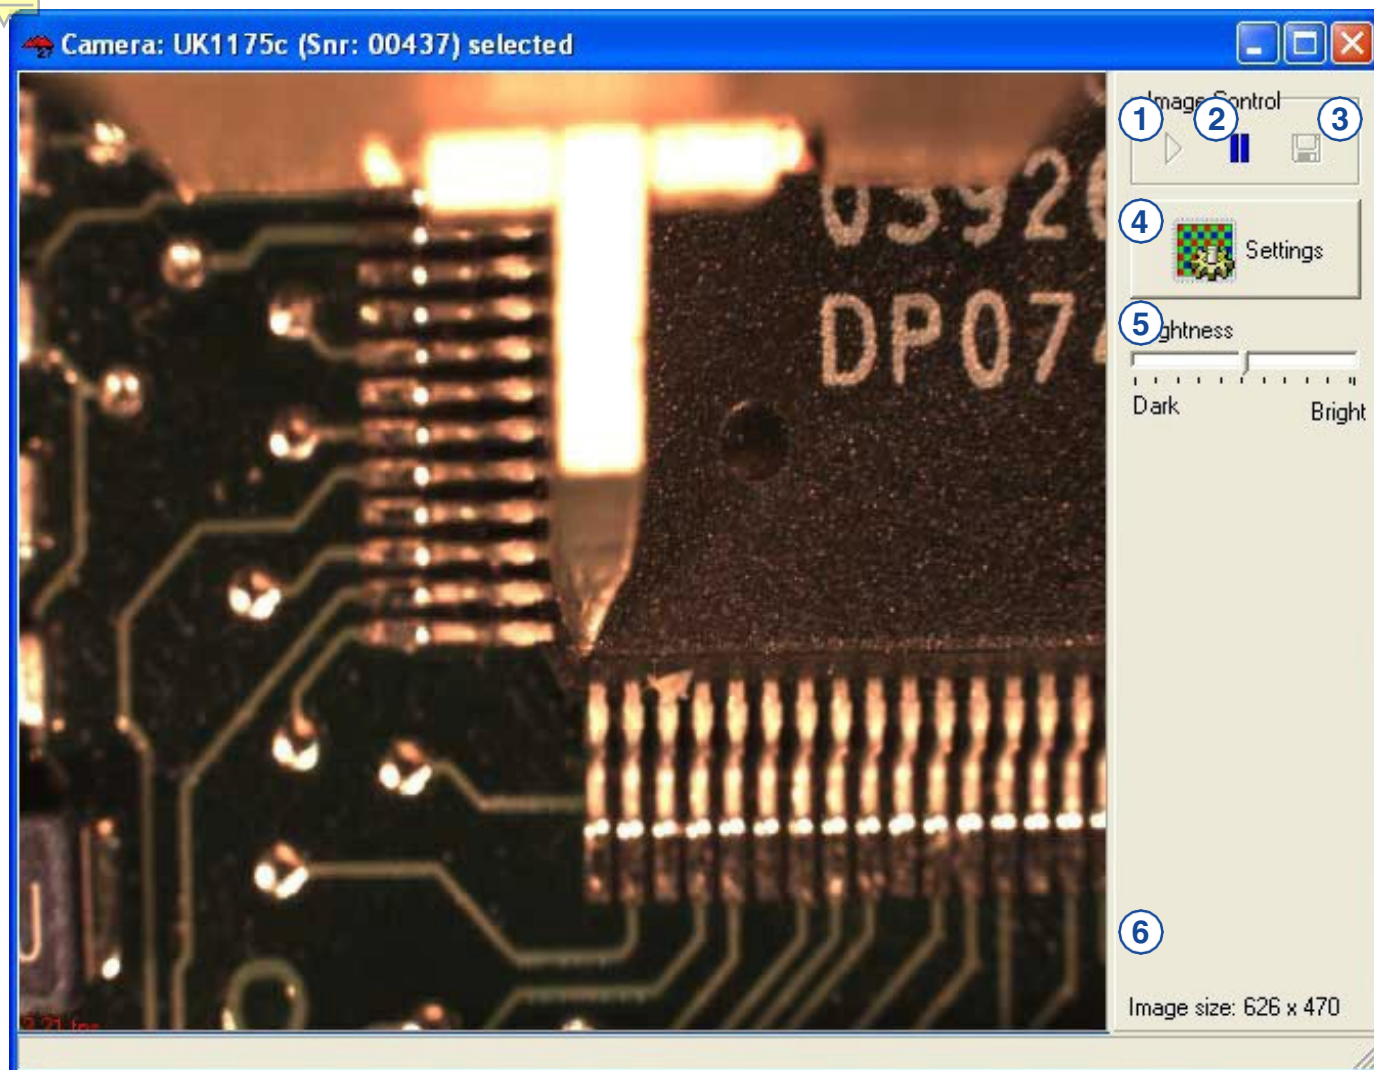 Camera: UK1175c (Snr: 00437) selected
Image Control
1
2
3
4
Settings
5
Dark
Bright
DP07
6
Image size: 626 x 470